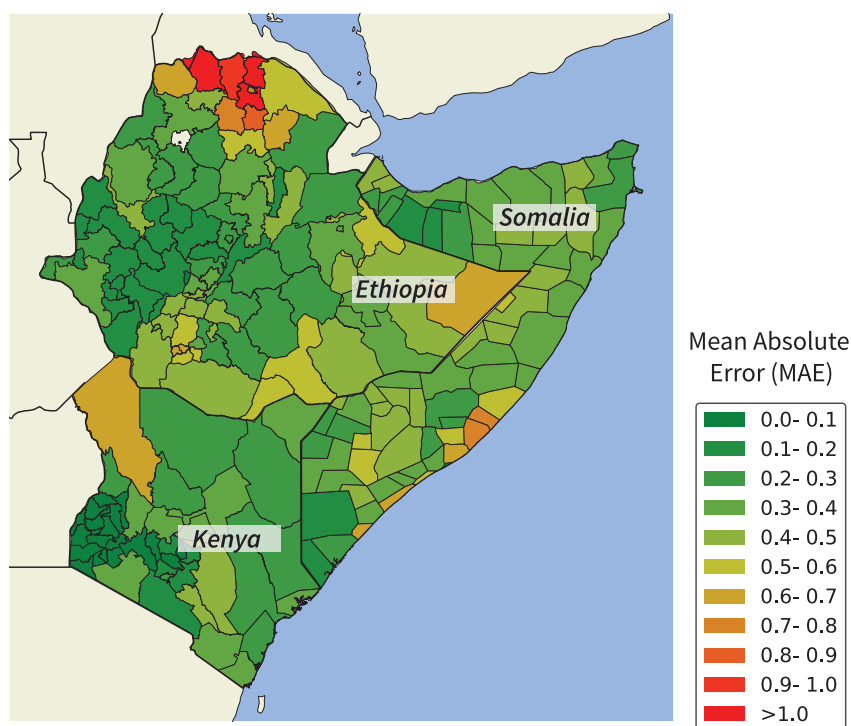 Somalia
Ethiopia
Kenya
Mean Absolute
Error (MAE)
0.0- 0.1
0.1- 0.2
0.2- 0.3
0.3- 0.4
0.4- 0.5
0.5- 0.6
0.6- 0.7
0.7- 0.8
0.8- 0.9
0.9- 1.0
>1.0